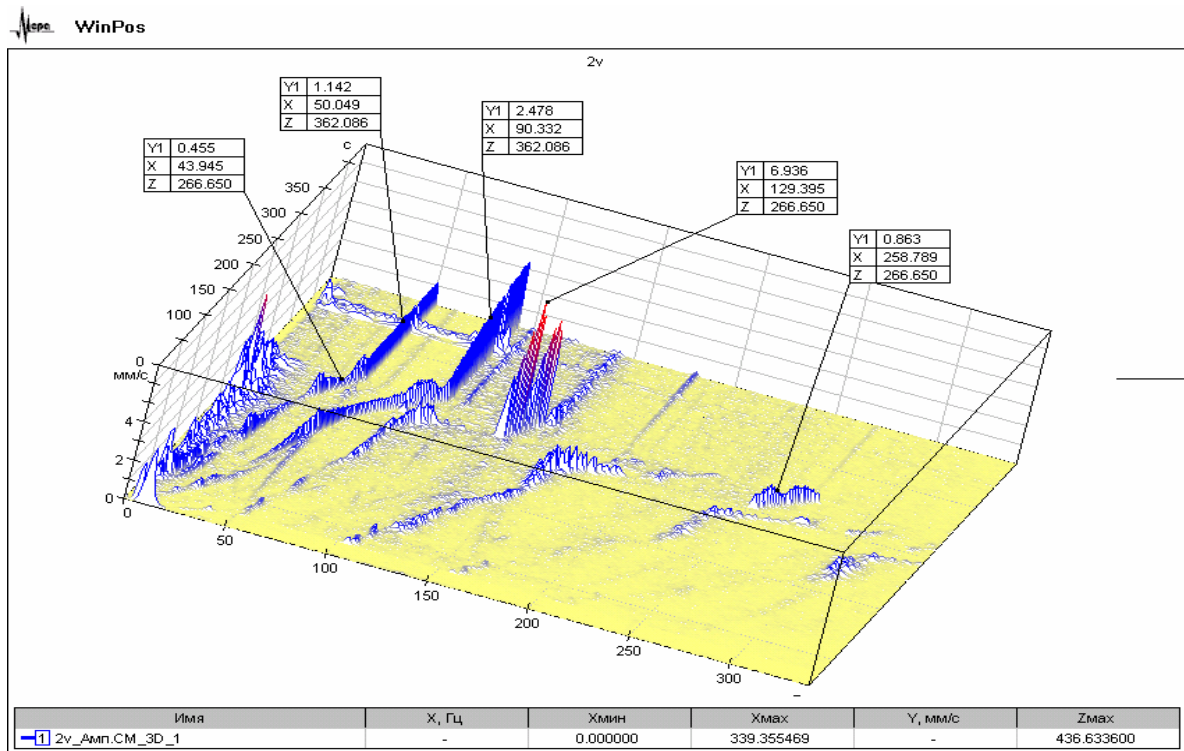 мера WinPos
2v
Y1 1.142
X 50.049
Z 362.086
Y1 2.478
X 90.332
Z 362.086
Y1 0.455
X 43.945
Z 266.650
Y1 6.936
X 129.395
Z 266.650
Y1 0.863
X 258.789
Z 266.650
с
350
300
250
200
150
100
50
0
мм/с
4
2
0
0
50
100
150
200
250
300
Имя X, Гц Xмин Xмах Y, мм/с Zмах
1 2v_Амп.СМ_3D_1 - 0.000000 339.355469 - 436.633600